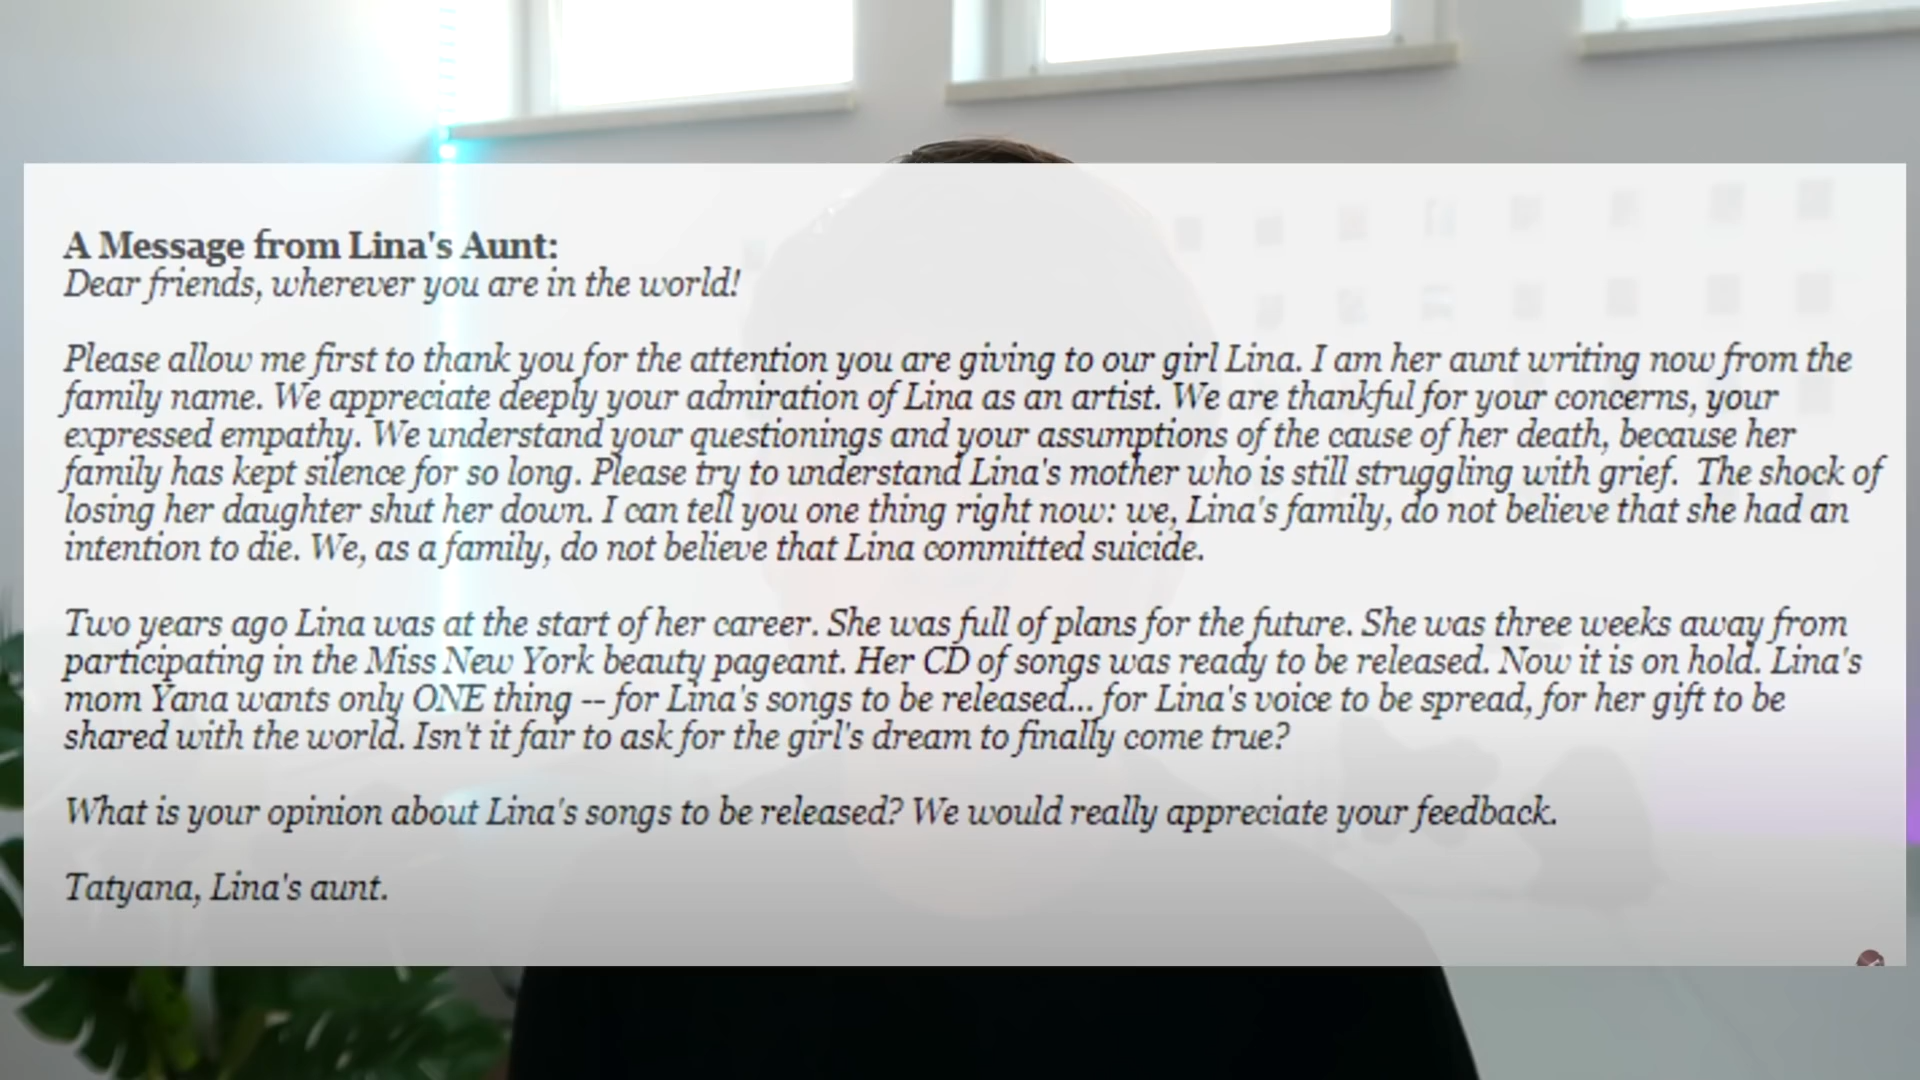 A Message from Lina's Aunt:
Dear friends, wherever you are in the world!
Please allow me first to thank you for the attention you are giving to our girl Lina. I am her aunt writing now from the
family name. We appreciate deeply your admiration of Lina as an artist. We are thankful for your concerns, your
expressed empathy. We understand your questionings and your assumptions of the cause of her death, because her
family has kept silence for so long. Please try to understand Lina's mother who is still struggling with grief. The shock of
losing her daughter shut her down. I can tell you one thing right now: we, Lina's family, do not believe that she had an
intention to die. We, as a family, do not believe that Lina committed suicide.
Two years ago Lina was at the start of her career. She was full of plans for the future. She was three weeks away from
participating in the Miss New York beauty pageant. Her CD of songs was ready to be released. Now it is on hold. Lina's
mom Yana wants only ONE thing -- for Lina's songs to be released... for Lina's voice to be spread, for her gift to be
shared with the world. Isn't it fair to ask for the girl's dream to finally come true?
What is your opinion about Lina's songs to be released? We would really appreciate your feedback.
Tatyana, Lina's aunt.